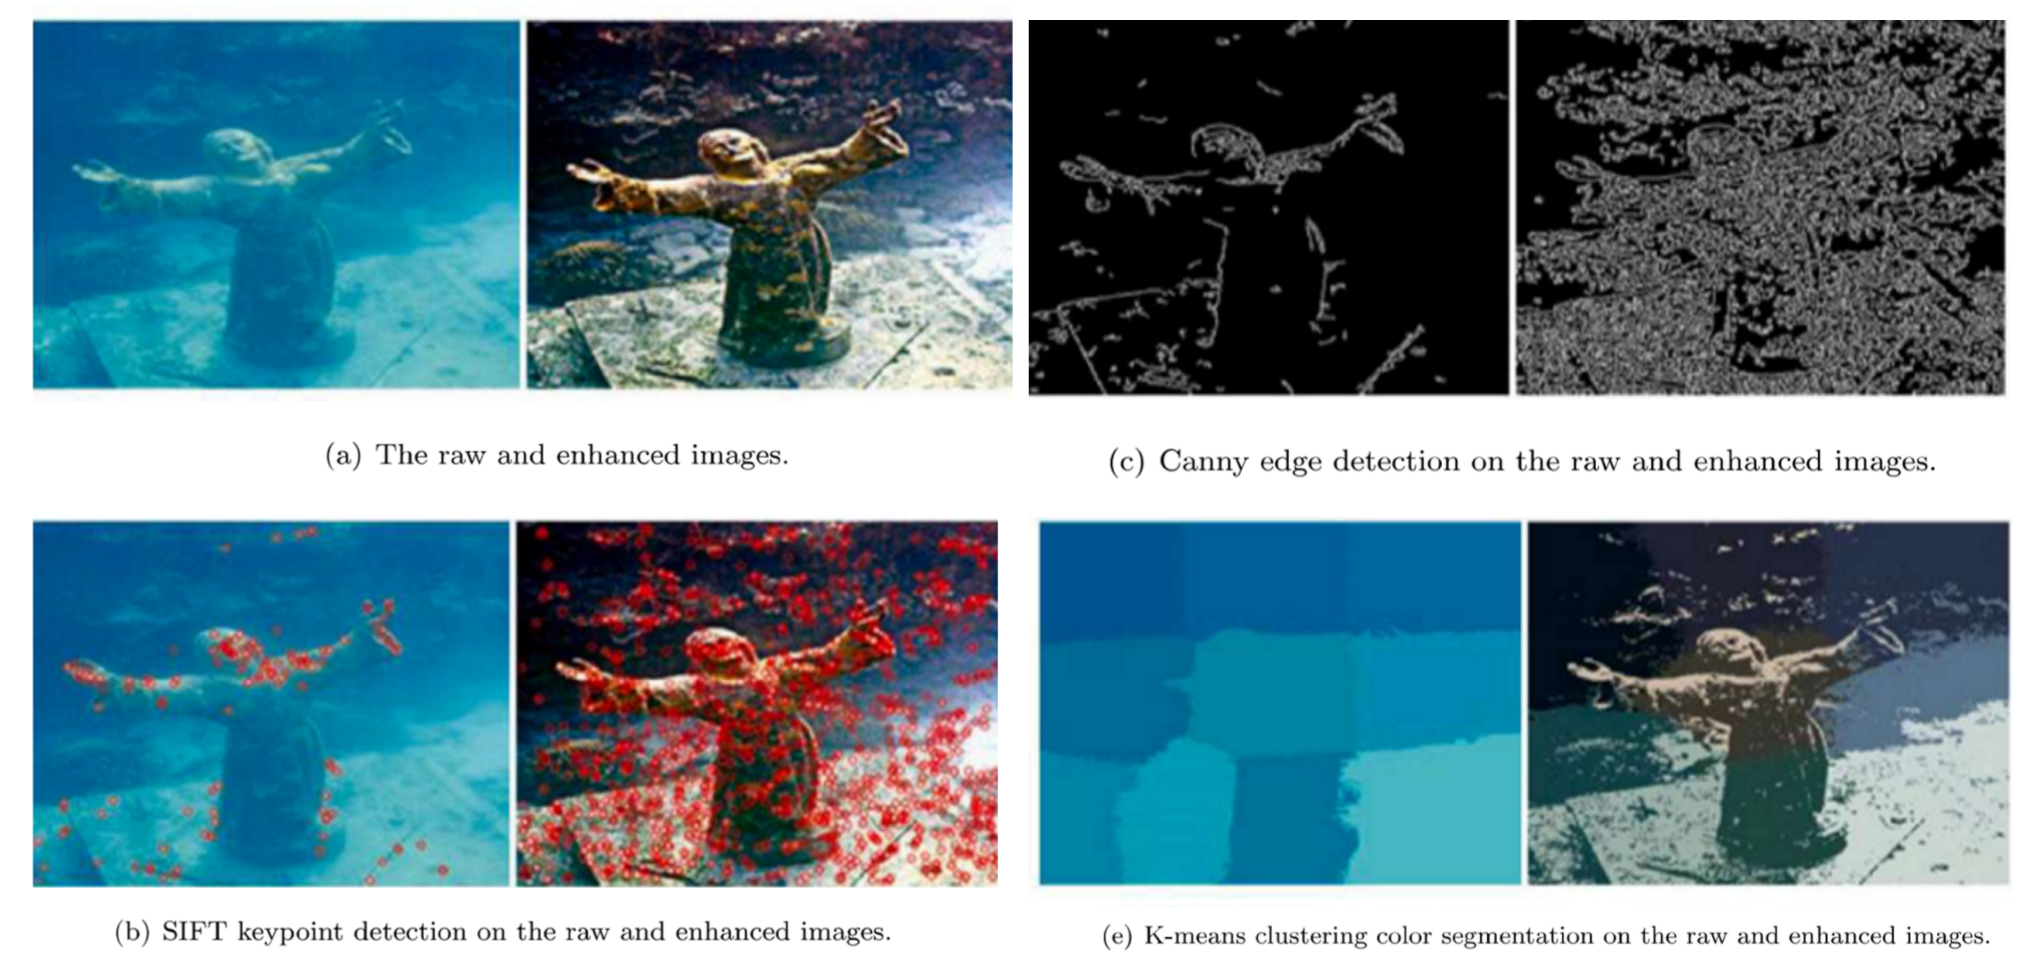 (a) The raw and enhanced images.
(c) Canny edge detection on the raw and enhanced images.
(b) SIFT keypoint detection on the raw and enhanced images.
(e) K-means clustering color segmentation on the raw and enhanced images.